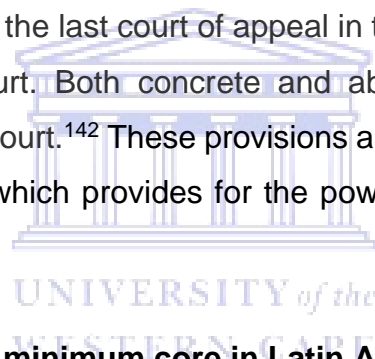 the last court of appeal in t
urt. Both concrete and ab
ourt.¹⁴² These provisions a
which provides for the pow
UNIVERSITY of the
minimum core in Latin A